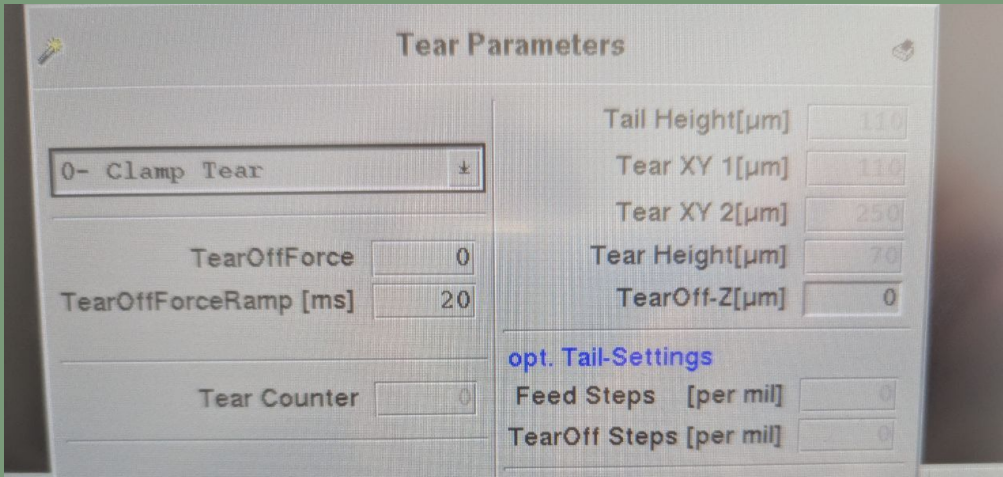 Tear Parameters
0- Clamp Tear
TearOffForce 0
TearOffForceRamp [ms] 20
Tear Counter 0
Tail Height[µm] 110
Tear XY 1[µm] 110
Tear XY 2[µm] 250
Tear Height[µm] 70
TearOff-Z[µm] 0
opt. Tail-Settings
Feed Steps [per mil] 0
TearOff Steps [per mil] 0